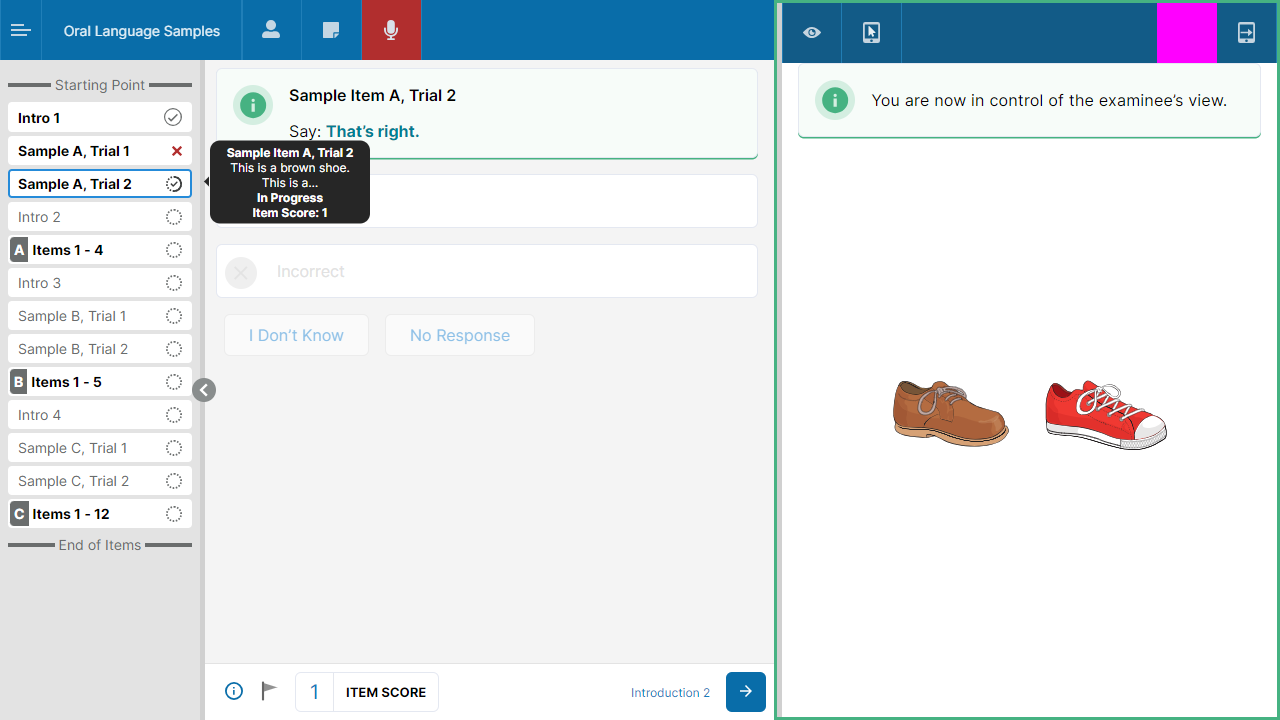 Oral Language Samples
Starting Point
Intro 1
Sample A, Trial 1
Sample A, Trial 2
Intro 2
A Items 1 - 4
Intro 3
Sample B, Trial 1
Sample B, Trial 2
B Items 1 - 5
Intro 4
Sample C, Trial 1
Sample C, Trial 2
C Items 1 - 12
End of Items
Sample Item A, Trial 2
Say: That’s right.
Sample Item A, Trial 2
This is a brown shoe.
This is a...
In Progress
Item Score: 1
Incorrect
I Don’t Know
No Response
1 ITEM SCORE
Introduction 2
You are now in control of the examinee’s view.